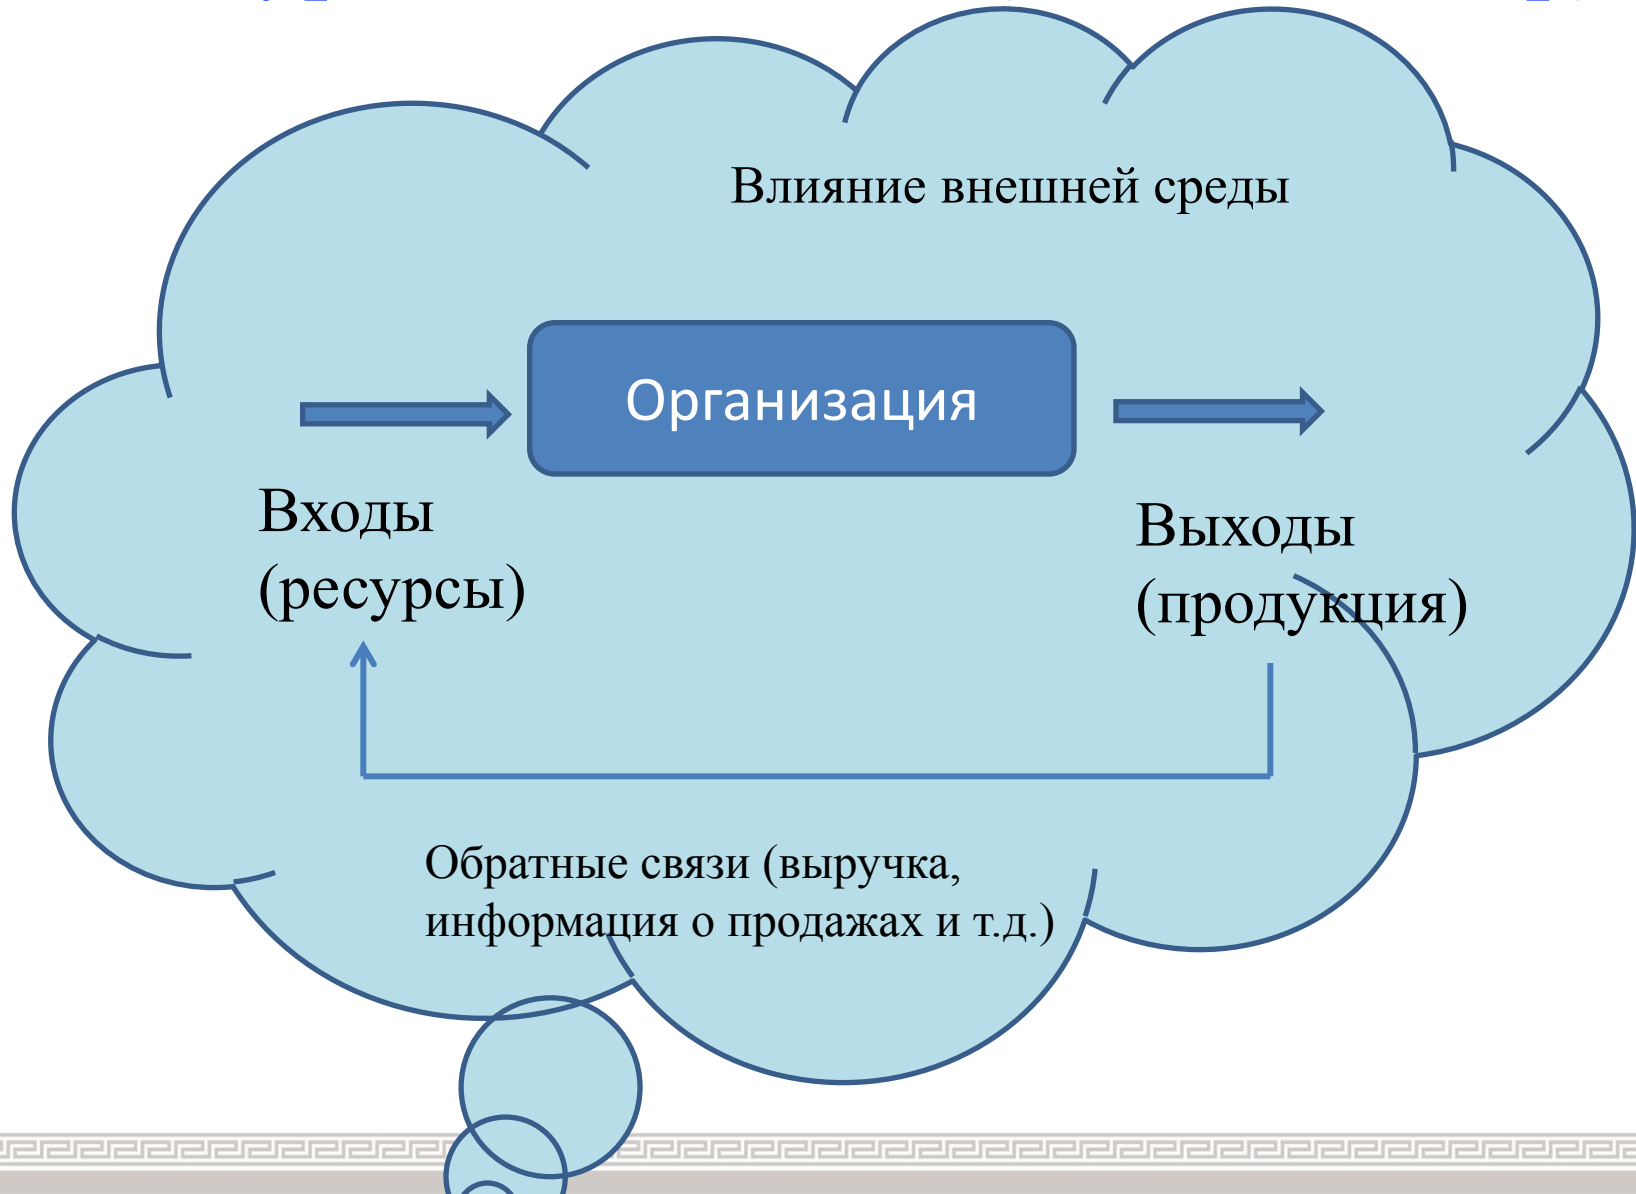 Влияние внешней среды
Организация
Входы
(ресурсы)
Выходы
(продукция)
Обратные связи (выручка,
информация о продажах и т.д.)